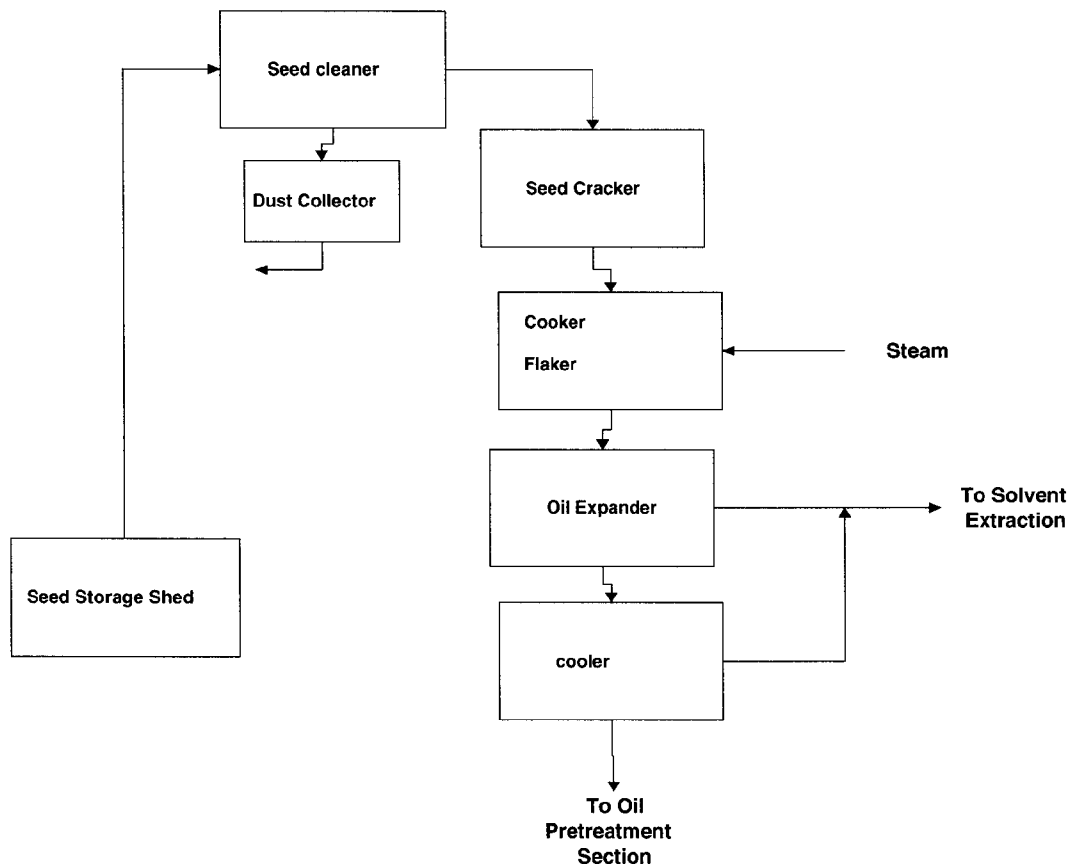 Seed cleaner
Dust Collector
Seed Cracker
Cooker
Flaker
Steam
Oil Expander
To Solvent
Extraction
Seed Storage Shed
cooler
To Oil
Pretreatment
Section